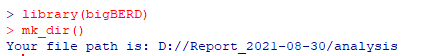 > library(bigBERD)
> mk_dir()
Your file path is: D://Report_2021-08-30/analysis